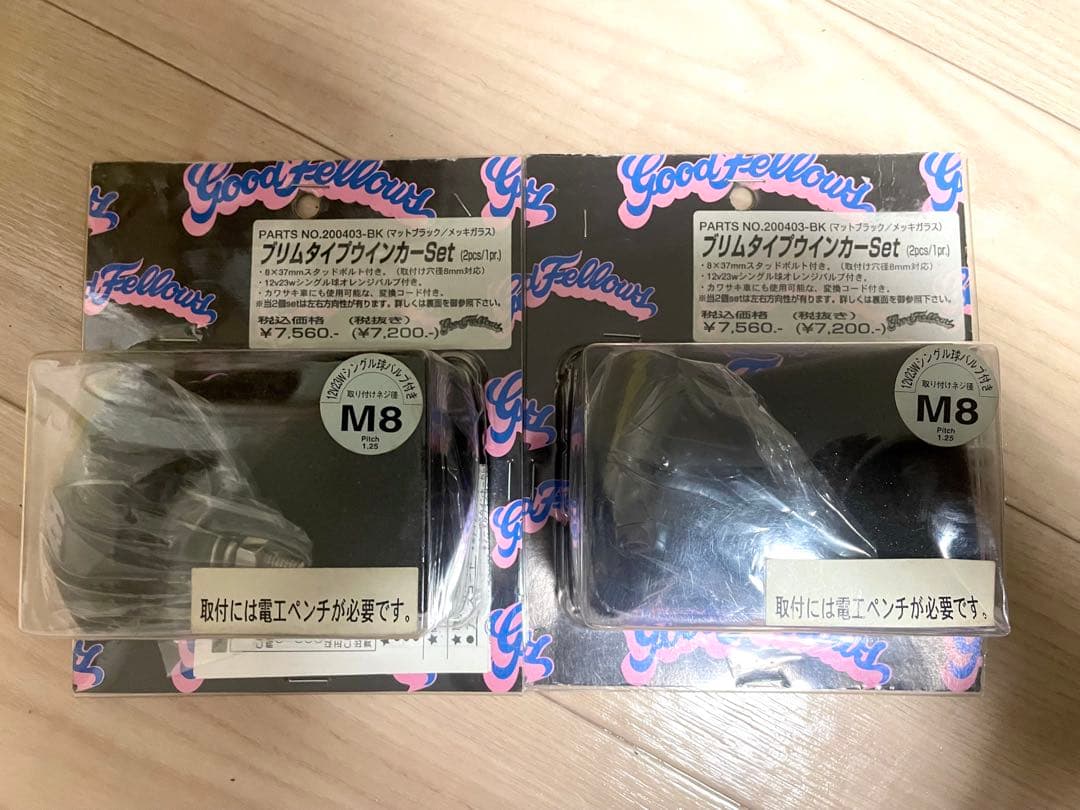 Good Fellows
PARTS NO.200403-BK (マットブラック／メッキガラス)
ブリムタイプウインカーSet (2pcs/1pr.)
・8×37mmスタッドボルト付き。（取付け穴径8mm対応）
・12v23wシングル球オレンジバルブ付き。
・カワサキ車にも使用可能な、変換コード付き。
※当2個setは左右方向性が有ります。詳しくは裏面を御参照下さい。
税込価格 (税抜き)
￥7,560.- (￥7,200.-)
Good Fellows
12v23Wシングル球バルブ付き
取り付けネジ径
M8
Pitch
1.25
取付には電工ペンチが必要です。
Good Fellows
PARTS NO.200403-BK (マットブラック／メッキガラス)
ブリムタイプウインカーSet (2pcs/1pr.)
・8×37mmスタッドボルト付き。（取付け穴径8mm対応）
・12v23wシングル球オレンジバルブ付き。
・カワサキ車にも使用可能な、変換コード付き。
※当2個setは左右方向性が有ります。詳しくは裏面を御参照下さい。
税込価格 (税抜き)
￥7,560.- (￥7,200.-)
Good Fellows
12v23Wシングル球バルブ付き
取り付けネジ径
M8
Pitch
1.25
取付には電工ペンチが必要です。